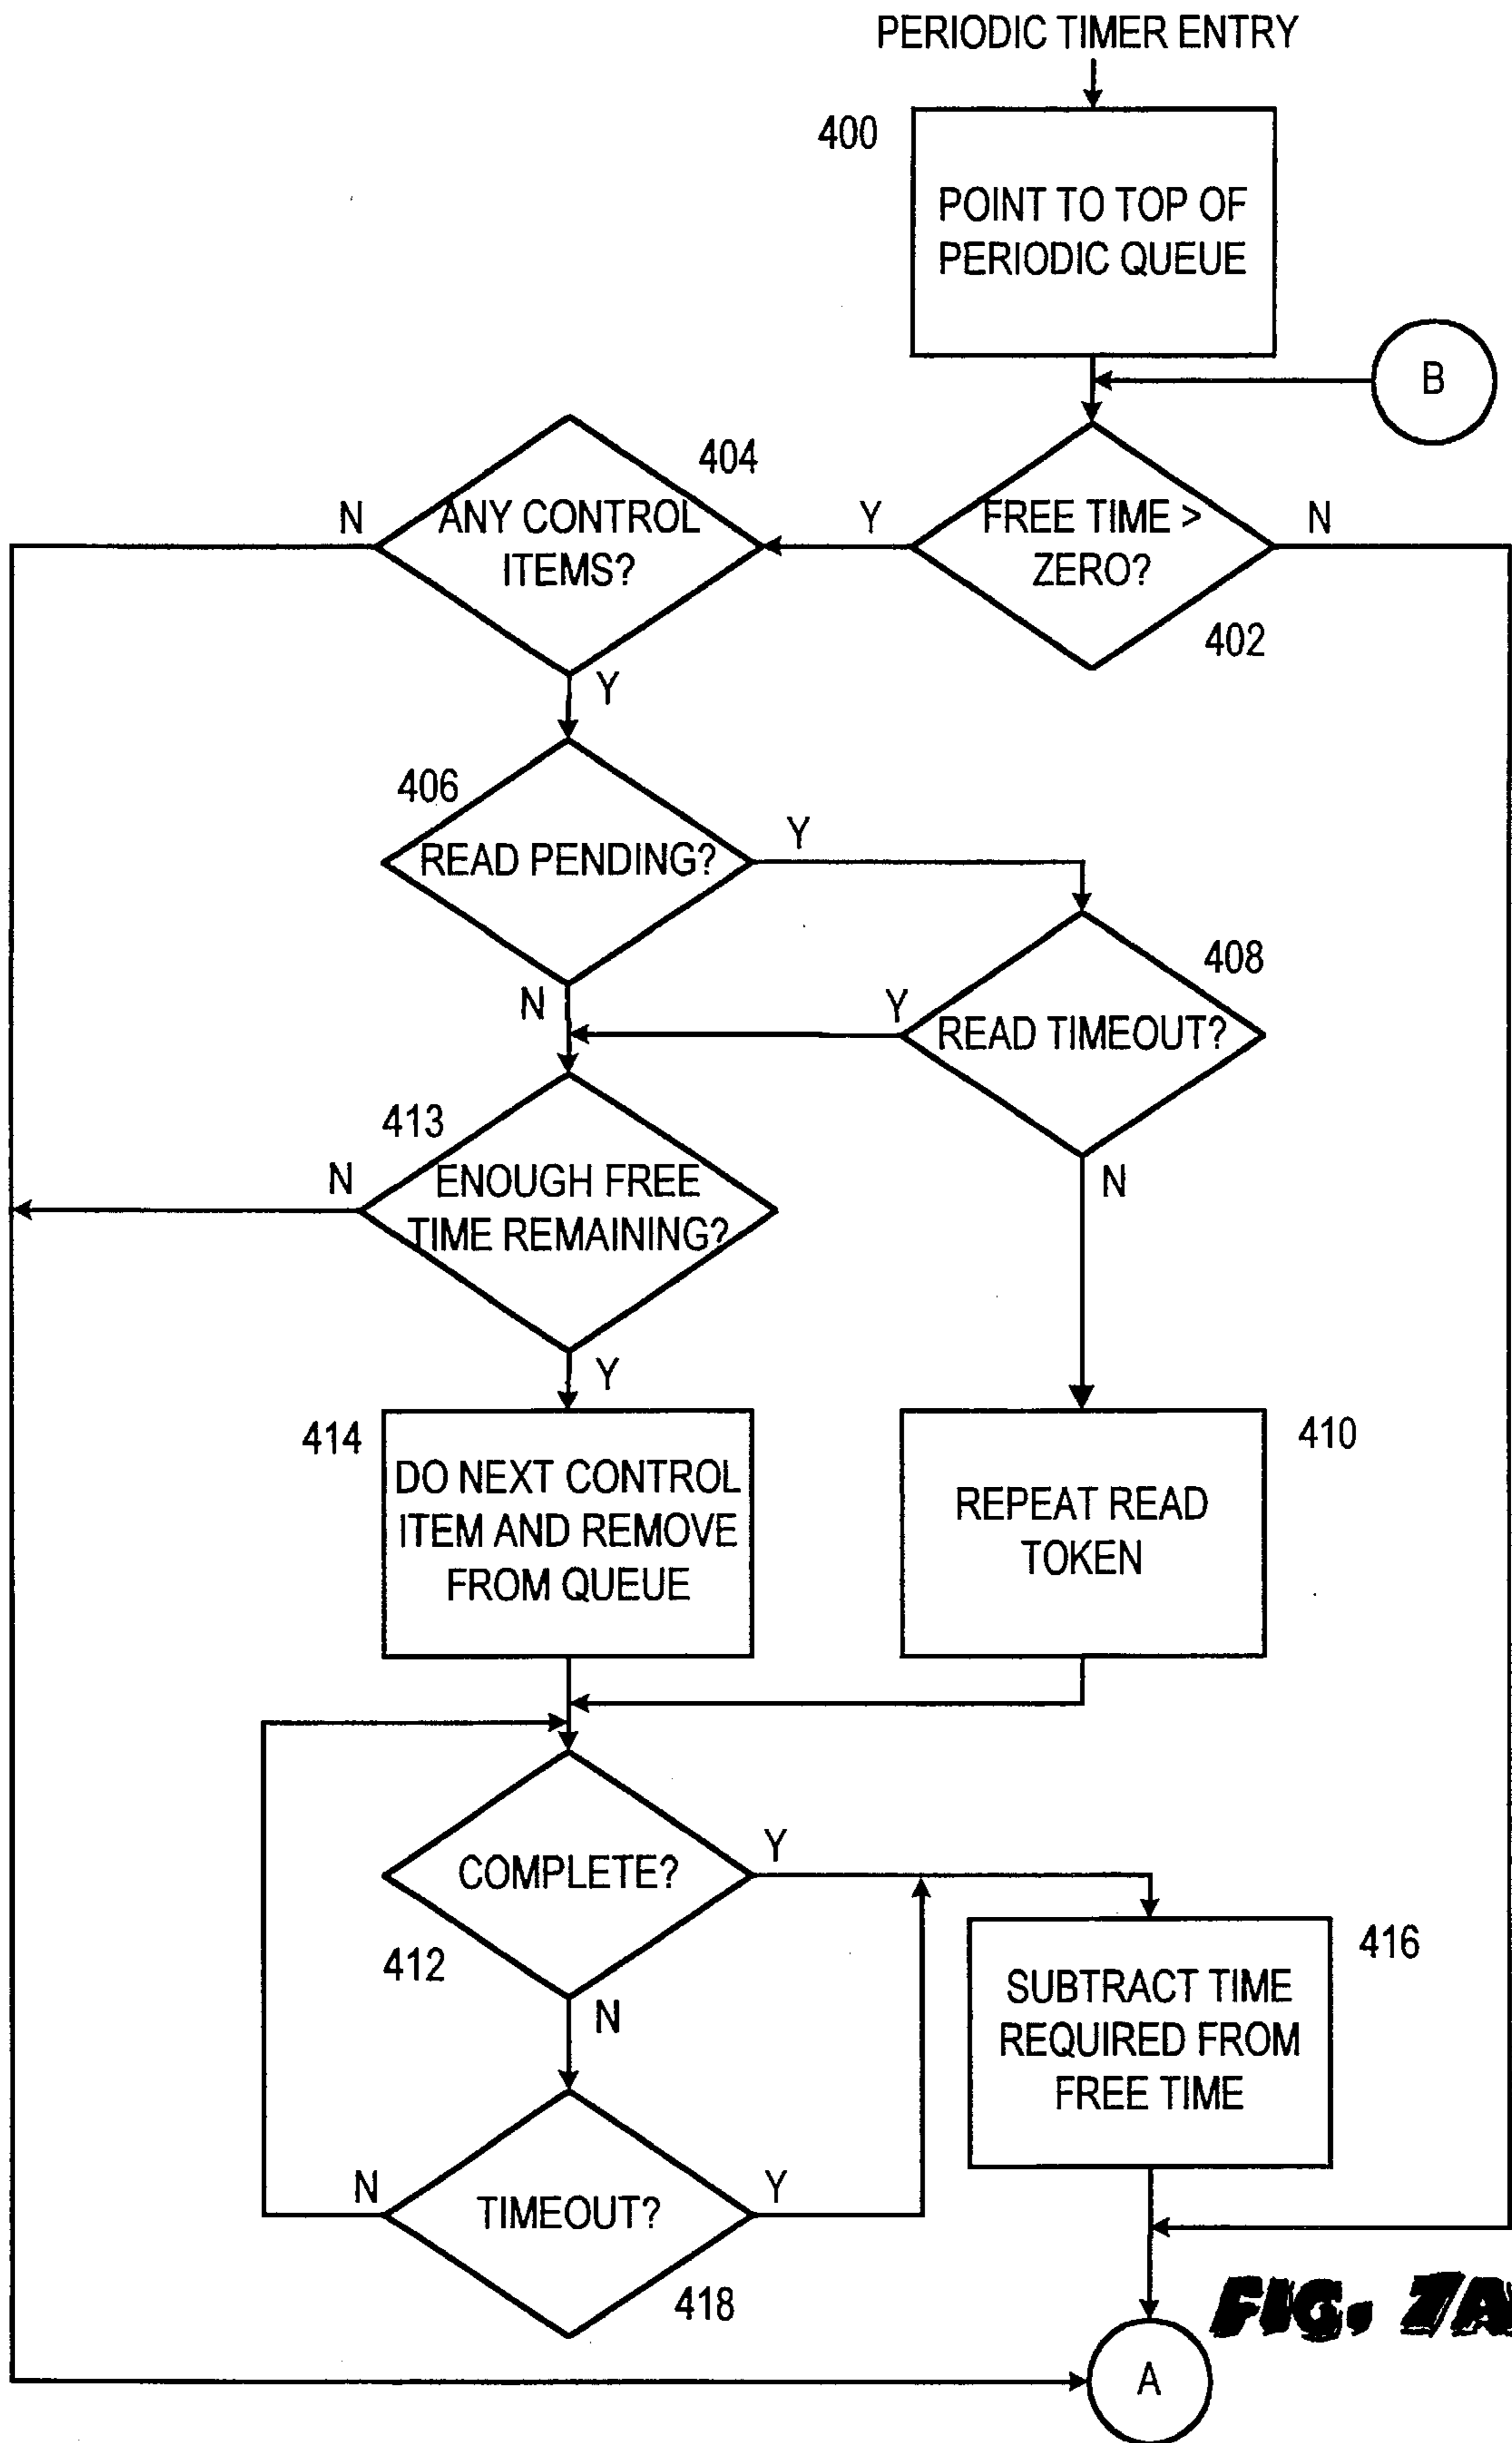 PERIODIC TIMER ENTRY
400
POINT TO TOP OF
PERIODIC QUEUE
B
404
N
ANY CONTROL
ITEMS?
Y
FREE TIME >
ZERO?
N
402
Y
406
READ PENDING?
Y
408
N
Y
READ TIMEOUT?
413
N
ENOUGH FREE
TIME REMAINING?
N
Y
414
DO NEXT CONTROL
ITEM AND REMOVE
FROM QUEUE
410
REPEAT READ
TOKEN
COMPLETE?
Y
412
N
416
SUBTRACT TIME
REQUIRED FROM
FREE TIME
N
TIMEOUT?
Y
418
FIG. 7A
A